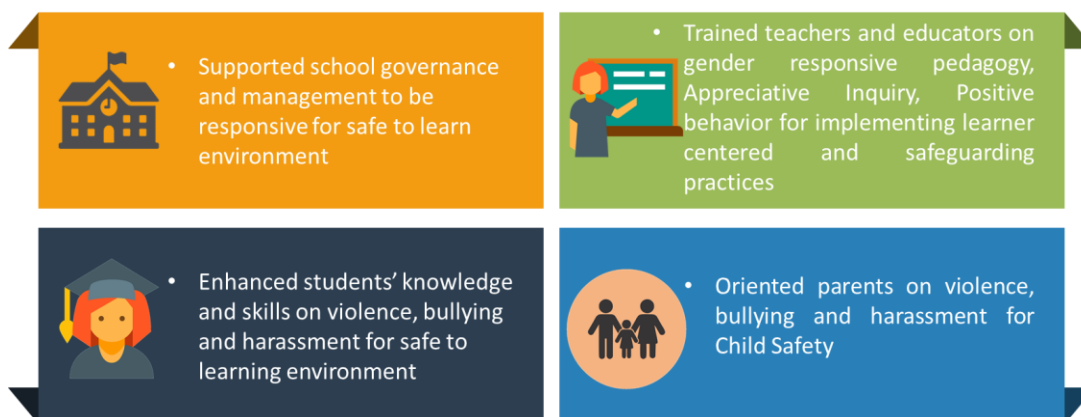 • Supported school governance
and management to be
responsive for safe to learn
environment
• Trained teachers and educators on
gender responsive pedagogy,
Appreciative Inquiry, Positive
behavior for implementing learner
centered and safeguarding
practices
• Enhanced students’ knowledge
and skills on violence, bullying
and harassment for safe to
learning environment
• Oriented parents on violence,
bullying and harassment for
Child Safety